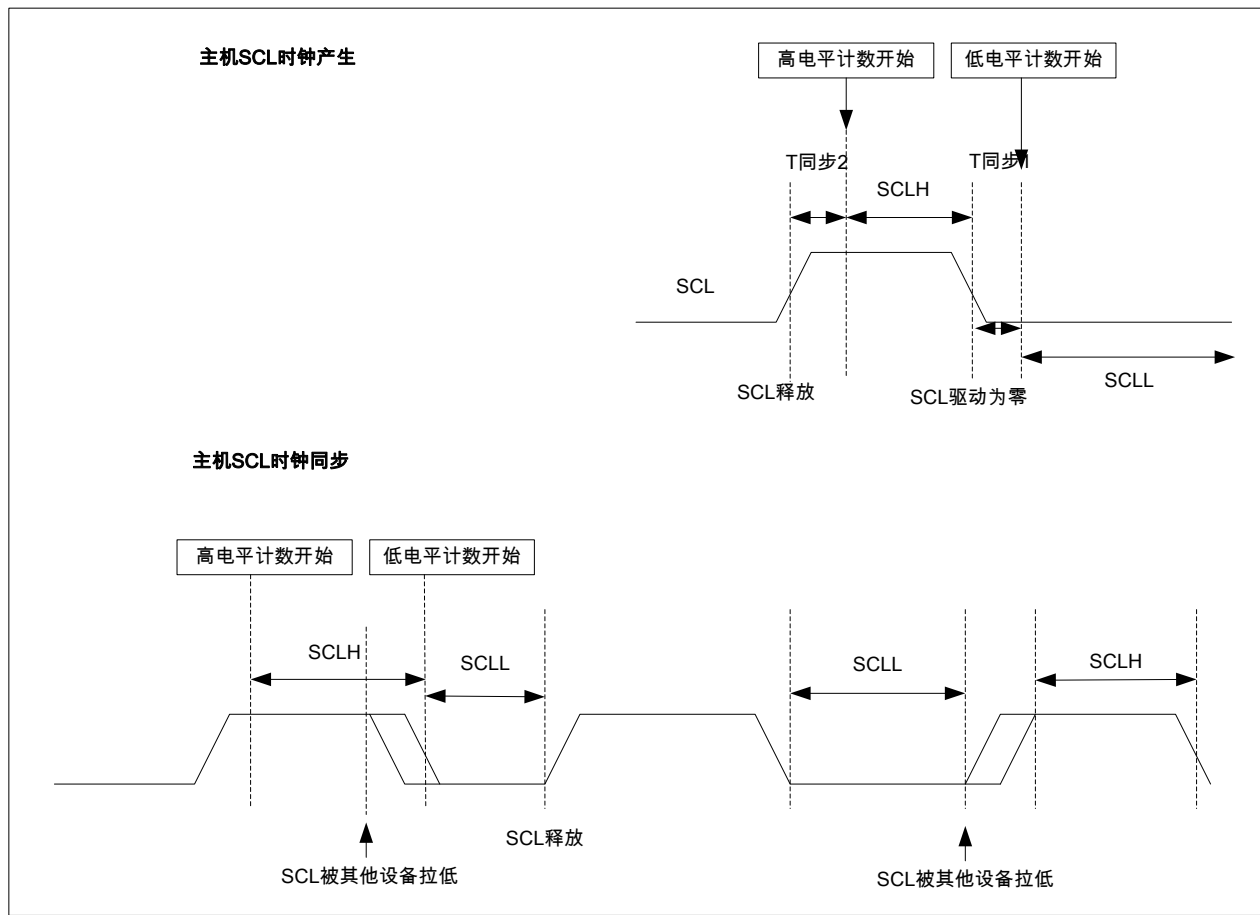 主机SCL时钟产生
高电平计数开始
低电平计数开始
T同步2
T同步1
SCLH
SCL
SCLL
SCL释放
SCL驱动为零
主机SCL时钟同步
高电平计数开始
低电平计数开始
SCLH
SCLL
SCLL
SCLH
SCL释放
SCL被其他设备拉低
SCL被其他设备拉低